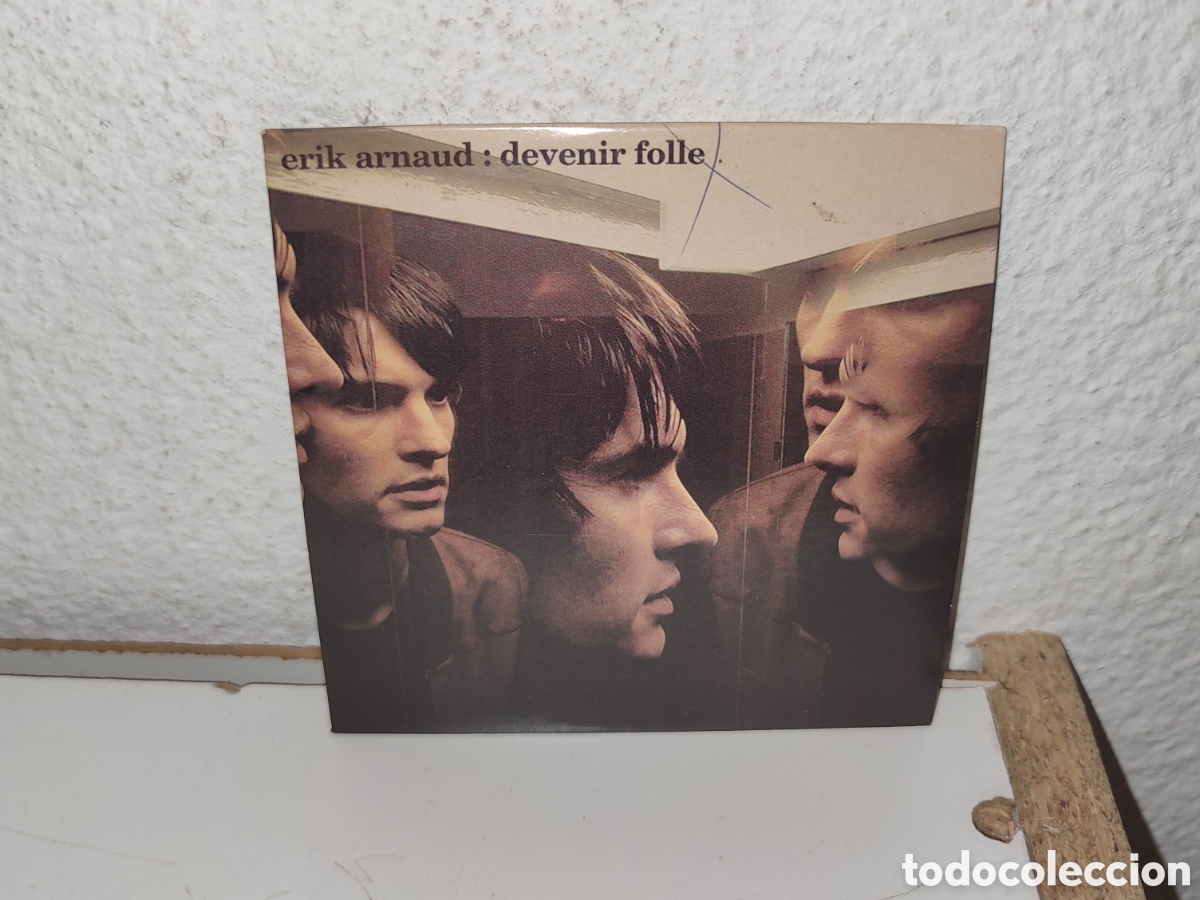 erik arnaud : devenir folle
todocoleccion